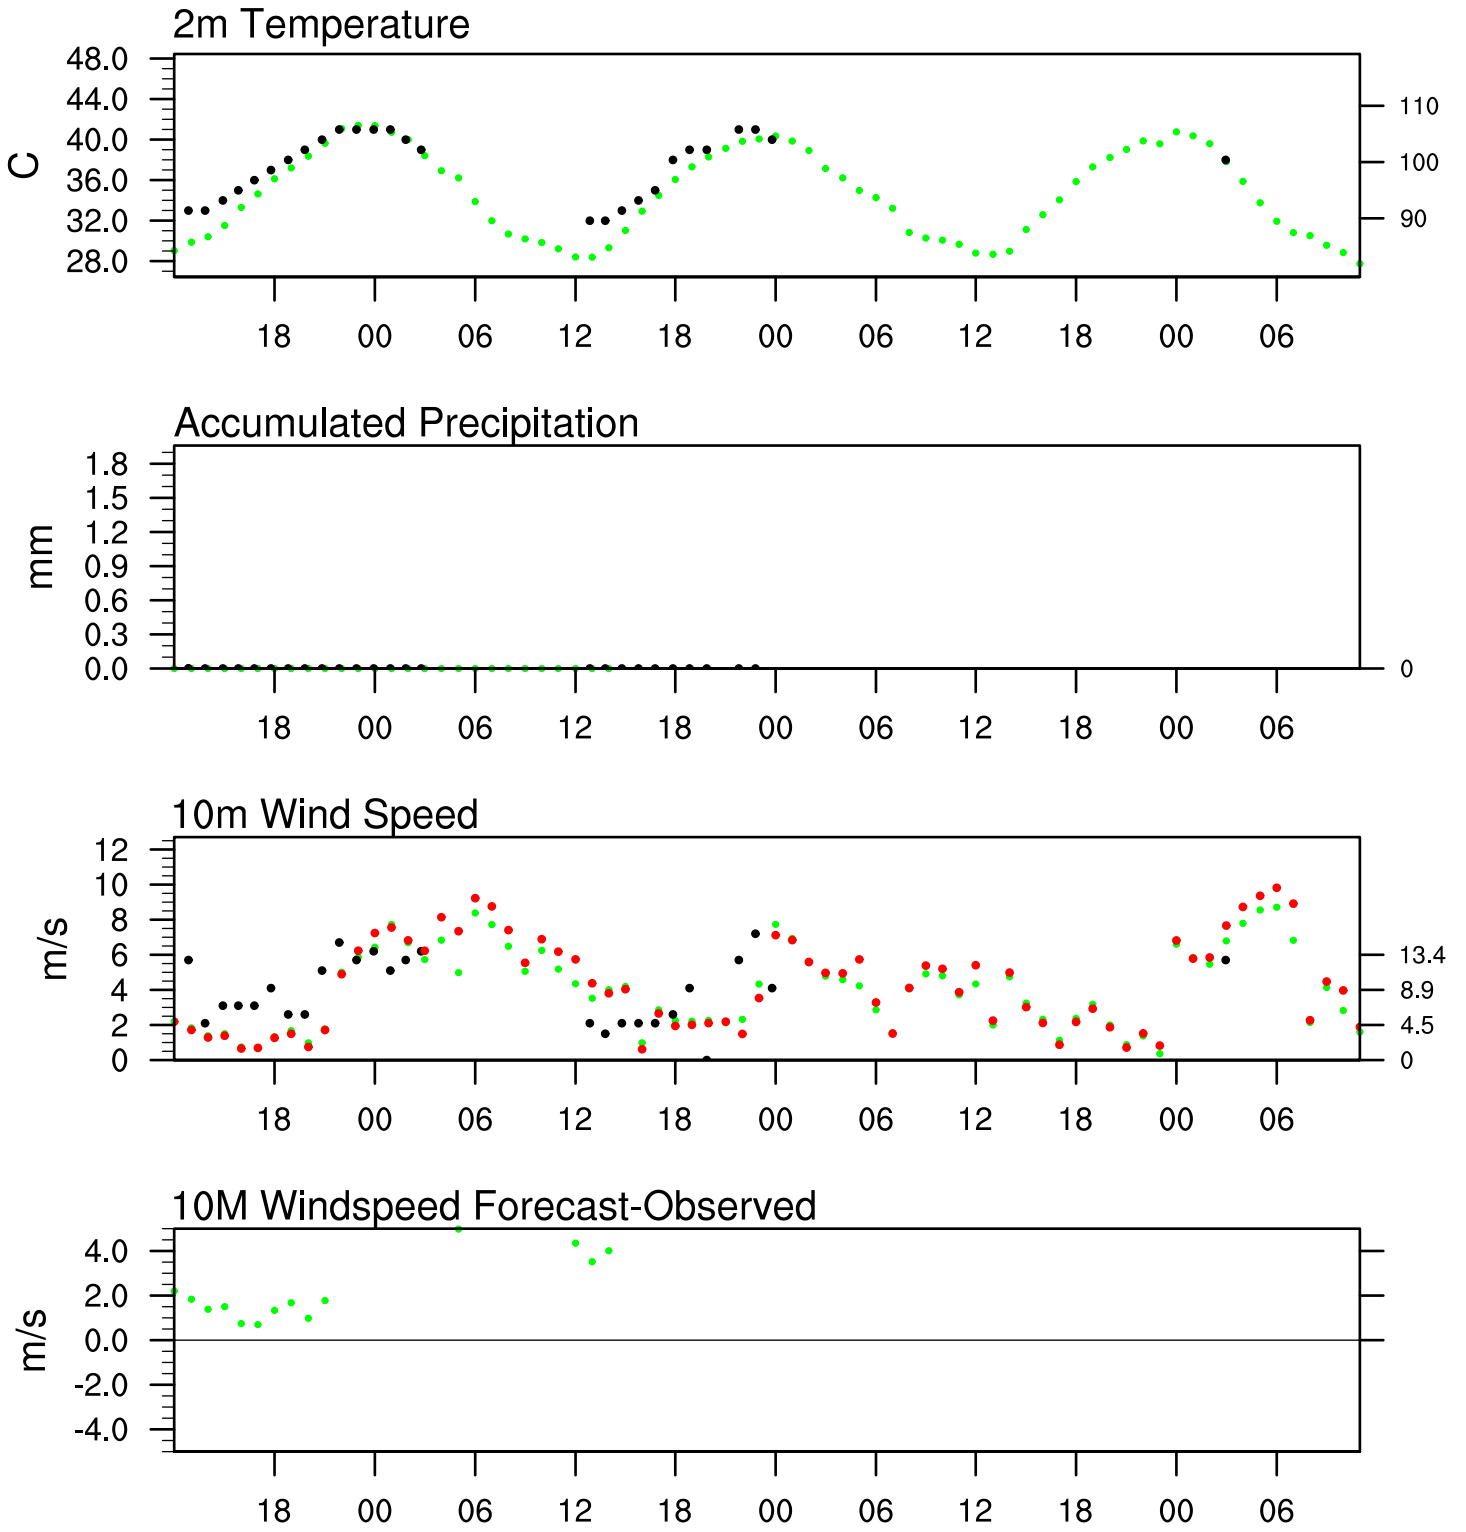 2m Temperature
48.0
44.0
40.0
36.0
32.0
28.0
C
110
100
90
18 00 06 12 18 00 06 12 18 00 06
Accumulated Precipitation
1.8
1.5
1.2
0.9
0.6
0.3
0.0
mm
0
18 00 06 12 18 00 06 12 18 00 06
10m Wind Speed
12
10
8
6
4
2
0
m/s
13.4
8.9
4.5
0
18 00 06 12 18 00 06 12 18 00 06
10M Windspeed Forecast-Observed
4.0
2.0
0.0
-2.0
-4.0
m/s
18 00 06 12 18 00 06 12 18 00 06